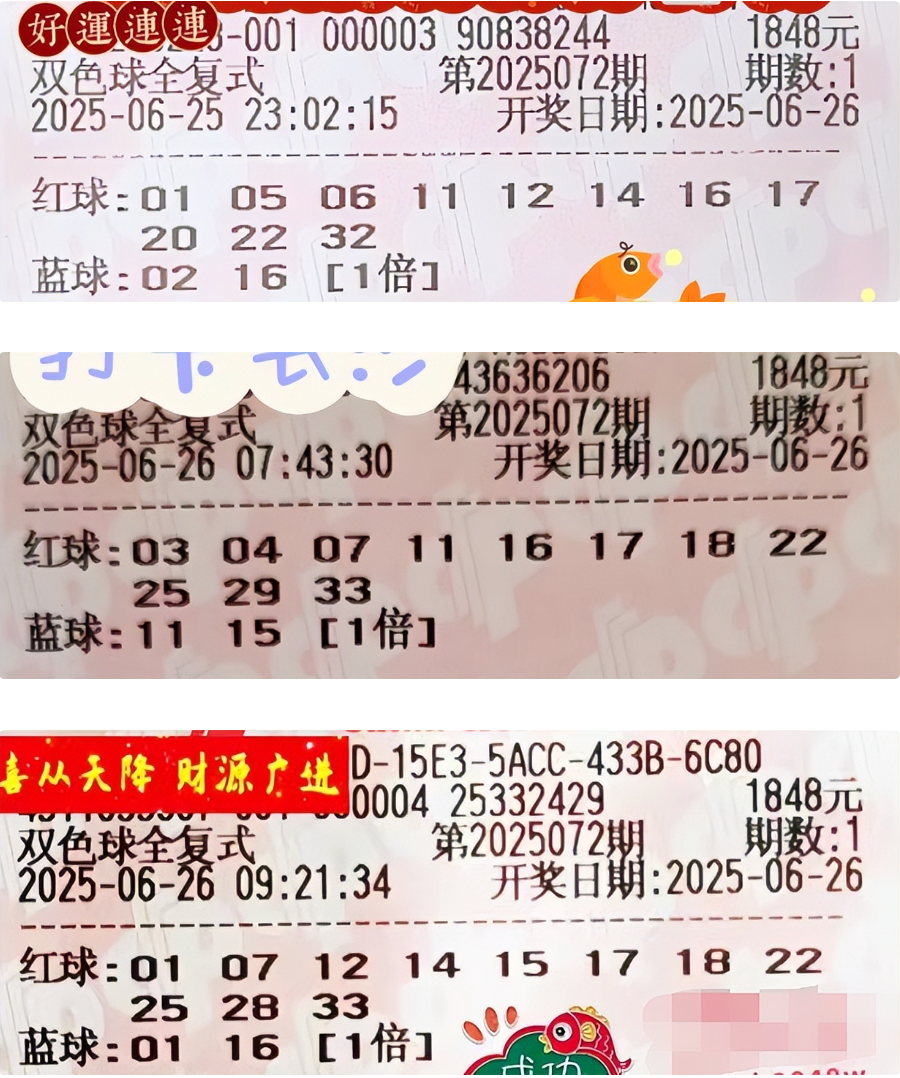 好運連連
-001 000003 90838244 1848元
双色球全复式 第2025072期 期数:1
2025-06-25 23:02:15 开奖日期:2025-06-26
红球:01 05 06 11 12 14 16 17
20 22 32
蓝球:02 16 [1倍]
43636206 1848元
双色球全复式 第2025072期 期数:1
2025-06-26 07:43:30 开奖日期:2025-06-26
红球:03 04 07 11 16 17 18 22
25 29 33
蓝球:11 15 [1倍]
喜从天降 财源广进
D-15E3-5ACC-433B-6C80
0004 25332429 1848元
双色球全复式 第2025072期 期数:1
2025-06-26 09:21:34 开奖日期:2025-06-26
红球:01 07 12 14 15 17 18 22
25 28 33
蓝球:01 16 [1倍]
成功